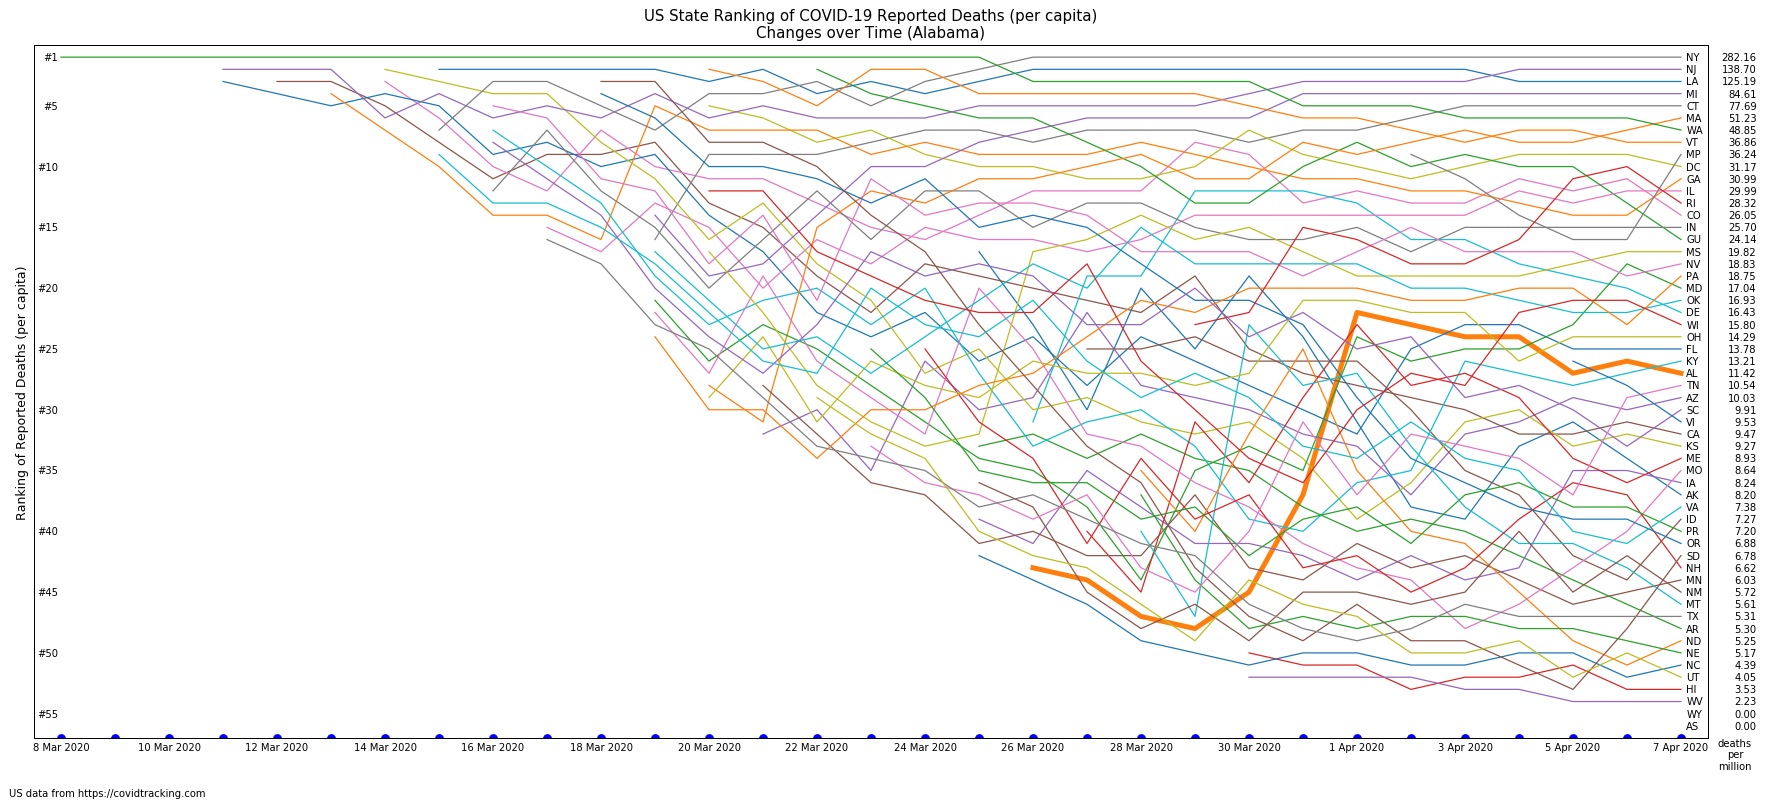 US State Ranking of COVID-19 Reported Deaths (per capita)
Changes over Time (Alabama)
Ranking of Reported Deaths (per capita)
#1
#5
#10
#15
#20
#25
#30
#35
#40
#45
#50
#55
NY 282.16
NJ 138.70
LA 125.19
MI 84.61
CT 77.69
MA 51.23
WA 48.85
VT 36.86
MP 36.24
DC 31.17
GA 30.99
IL 29.99
RI 28.32
CO 26.05
IN 25.70
GU 24.14
MS 19.82
NV 18.83
PA 18.75
MD 17.04
OK 16.93
DE 16.43
WI 15.80
OH 14.29
FL 13.78
KY 13.21
AL 11.42
TN 10.54
AZ 10.03
SC 9.91
VI 9.53
CA 9.47
KS 9.27
ME 8.93
MO 8.64
IA 8.24
AK 8.20
VA 7.38
ID 7.27
PR 7.20
OR 6.88
SD 6.78
NH 6.62
MN 6.03
NM 5.72
MT 5.61
TX 5.31
AR 5.30
ND 5.25
NE 5.17
NC 4.39
UT 4.05
HI 3.53
WV 2.23
WY 0.00
AS 0.00
8 Mar 2020 10 Mar 2020 12 Mar 2020 14 Mar 2020 16 Mar 2020 18 Mar 2020 20 Mar 2020 22 Mar 2020 24 Mar 2020 26 Mar 2020 28 Mar 2020 30 Mar 2020 1 Apr 2020 3 Apr 2020 5 Apr 2020 7 Apr 2020
deaths
per
million
US data from https://covidtracking.com